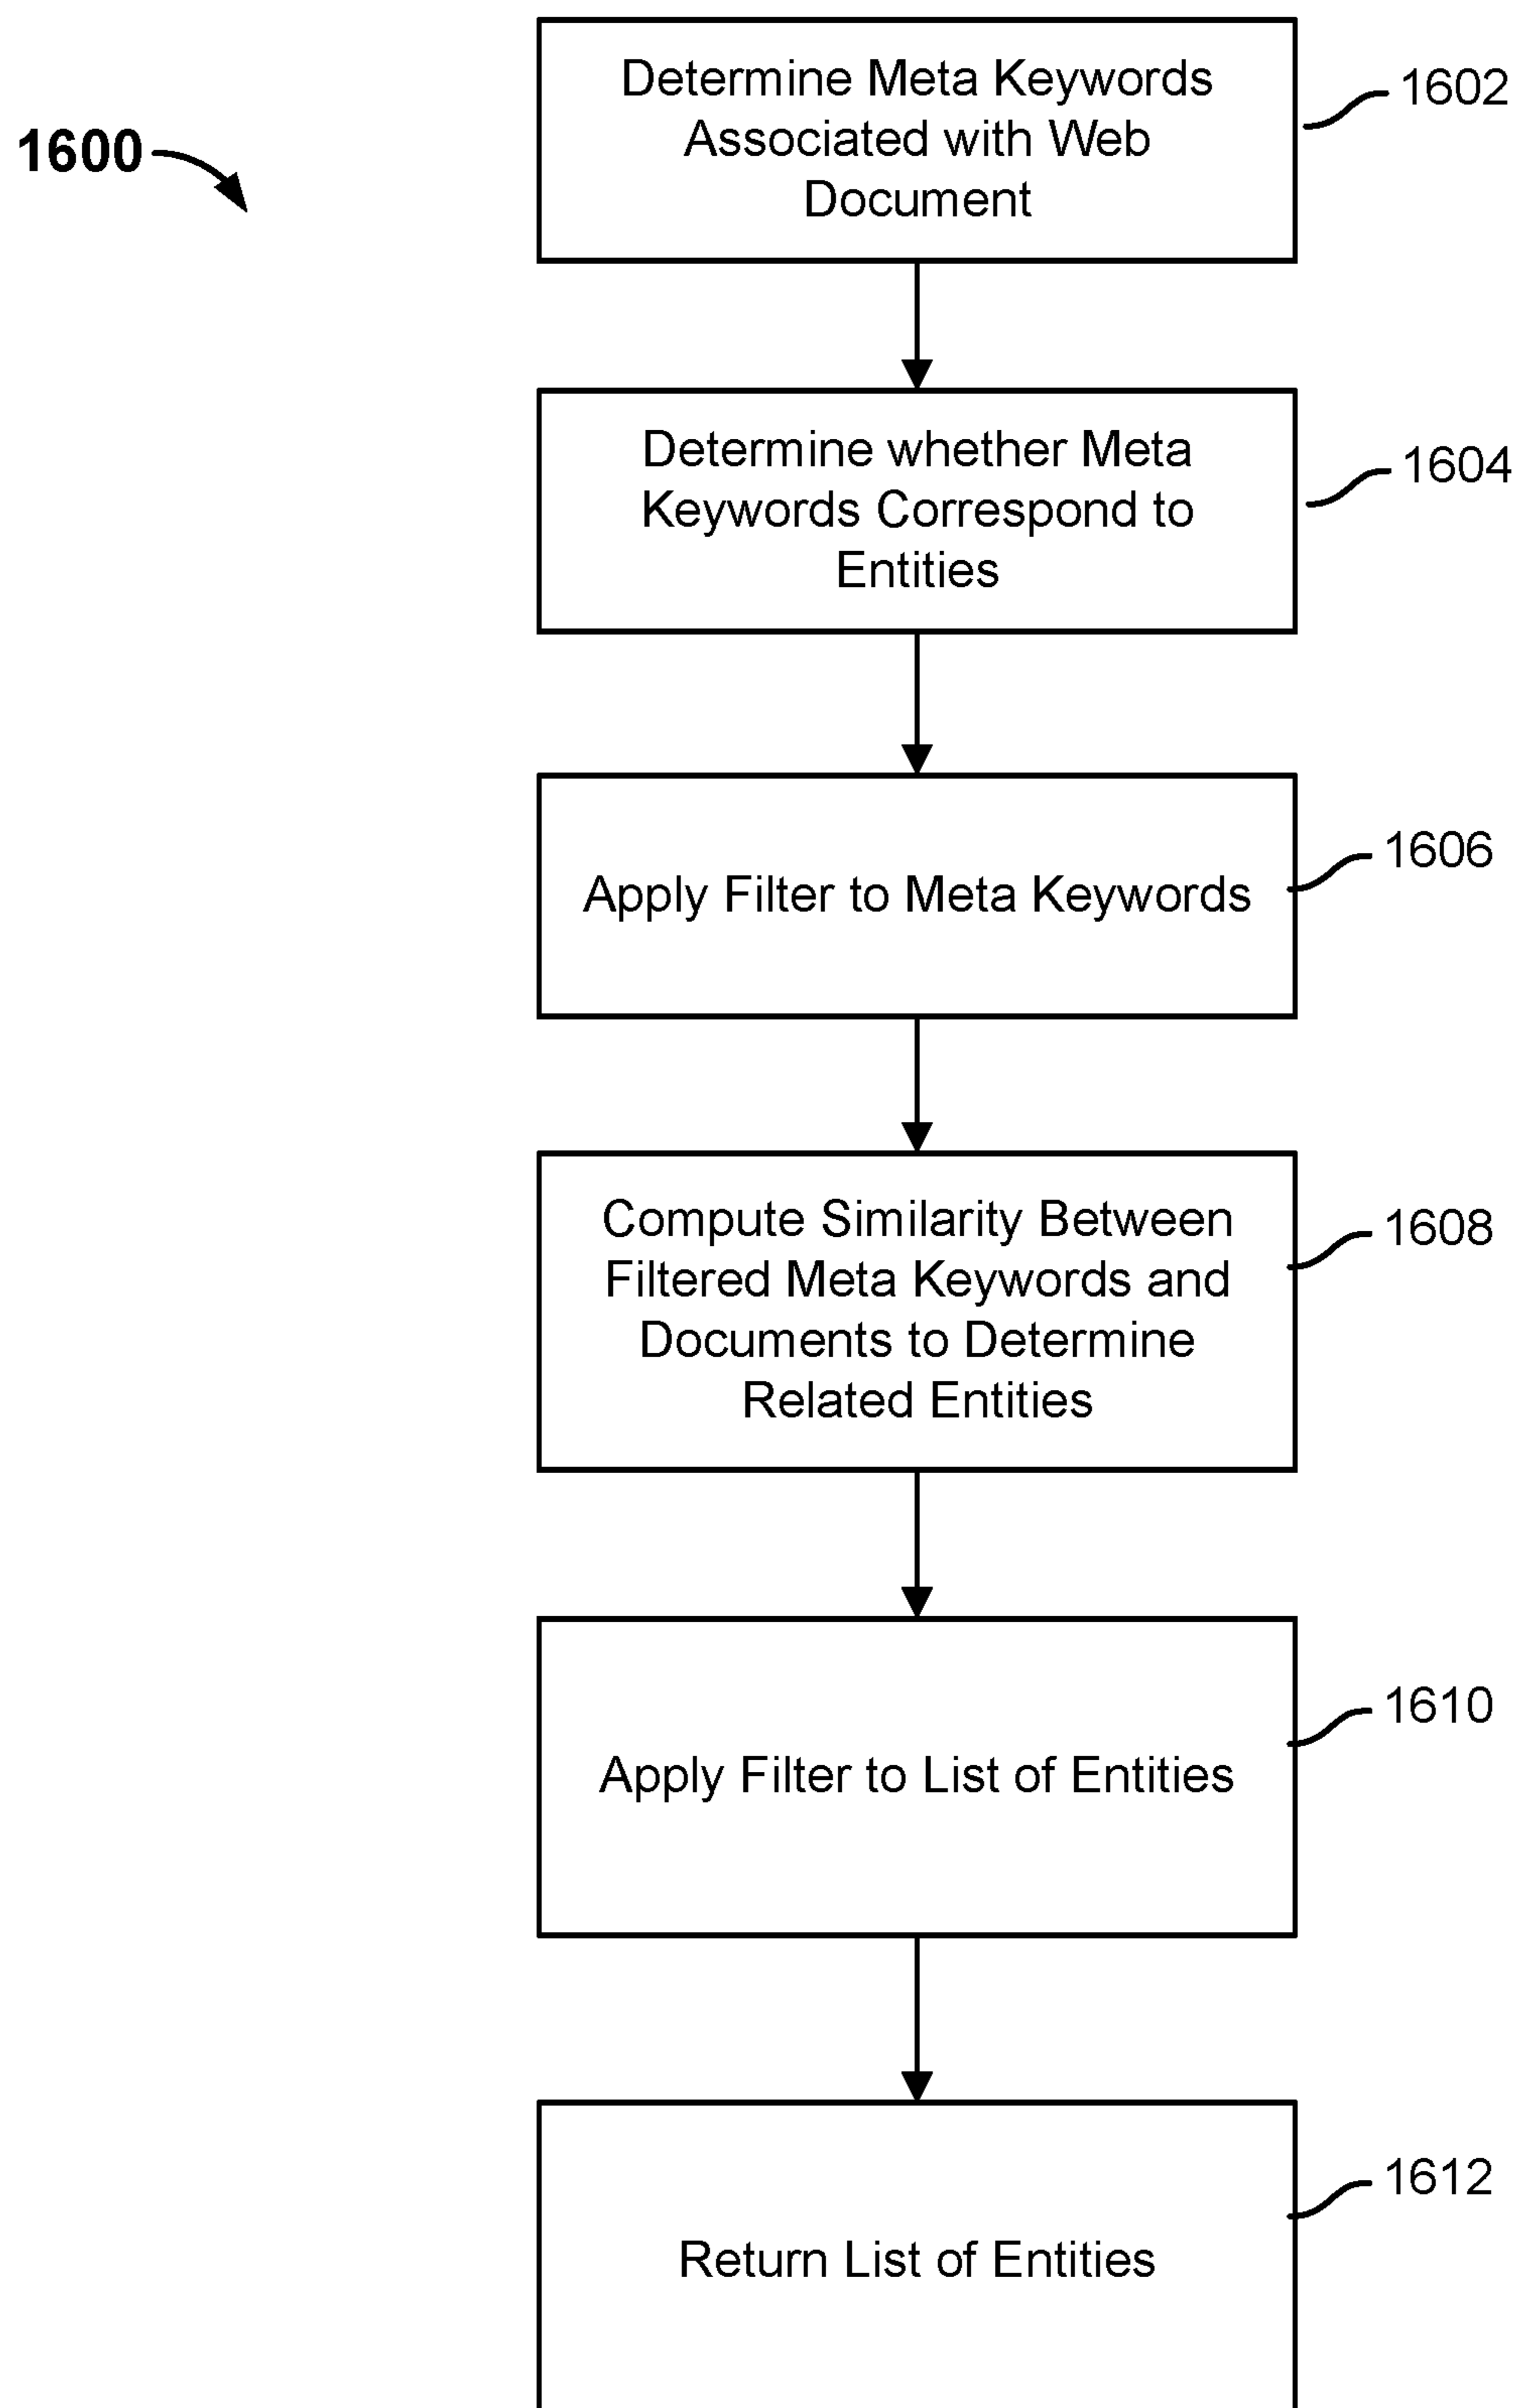 1600
Determine Meta Keywords
Associated with Web
Document
1602
Determine whether Meta
Keywords Correspond to
Entities
1604
Apply Filter to Meta Keywords
1606
Compute Similarity Between
Filtered Meta Keywords and
Documents to Determine
Related Entities
1608
Apply Filter to List of Entities
1610
Return List of Entities
1612